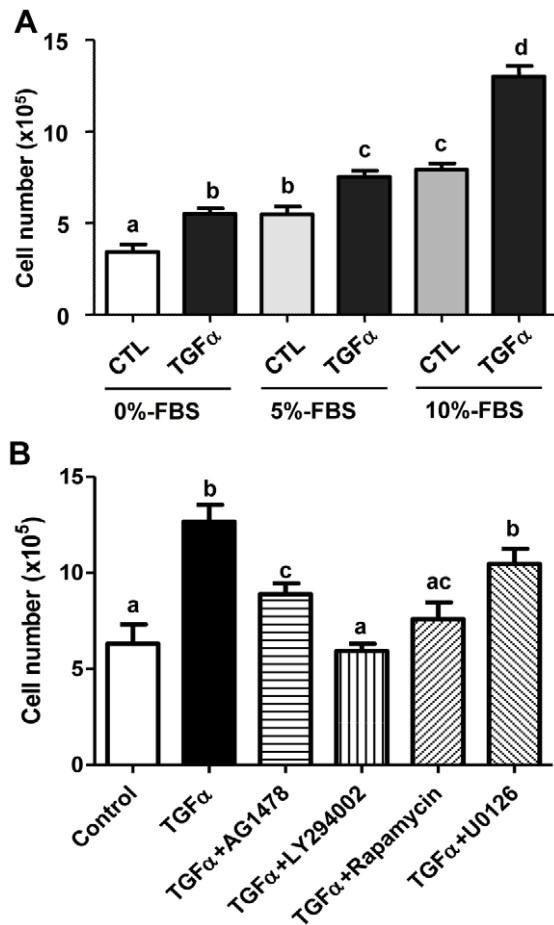 A
Cell number (x10⁵)
15
10
5
0
a
b
b
c
c
d
CTL
TGFα
CTL
TGFα
CTL
TGFα
0%-FBS
5%-FBS
10%-FBS
B
Cell number (x10⁵)
15
10
5
0
a
b
c
a
ac
b
Control
TGFα
TGFα+AG1478
TGFα+LY294002
TGFα+Rapamycin
TGFα+U0126